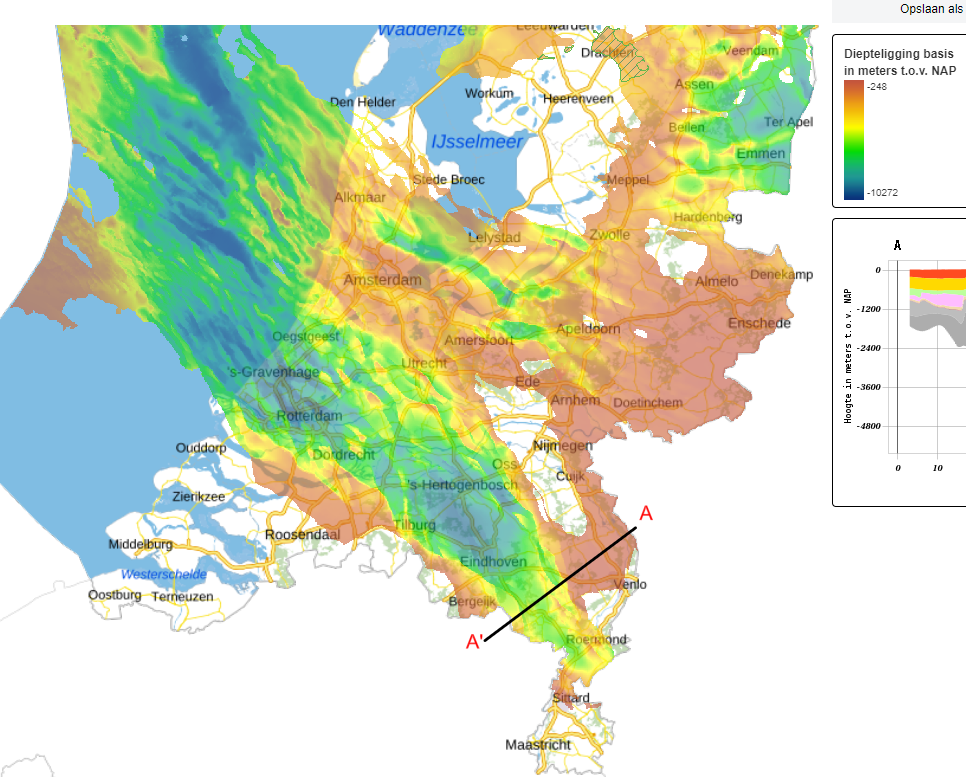 Opslaan als
Waddenzee
Leeuwarden
Drachten
Veendam
Assen
Den Helder
Workum
Heerenveen
Ter Apel
Beilen
IJsselmeer
Emmen
Stede Broec
Meppel
Alkmaar
Hardenberg
Lelystad
Zwolle
Amsterdam
Almelo
Denekamp
Enschede
Oegstgeest
Apeldoorn
Amersfoort
Utrecht
's-Gravenhage
Ede
Arnhem
Doetinchem
Rotterdam
Ouddorp
Dordrecht
Nijmegen
Oss
Cuijk
's-Hertogenbosch
Zierikzee
A
Tilburg
Roosendaal
Middelburg
Eindhoven
Westerschelde
Venlo
Oostburg
Terneuzen
Bergeijk
A'
Roermond
Sittard
Maastricht
Diepteligging basis
in meters t.o.v. NAP
-248
-10272
A
Hoogte in meters t.o.v. NAP
0
-1200
-2400
-3600
-4800
0 10